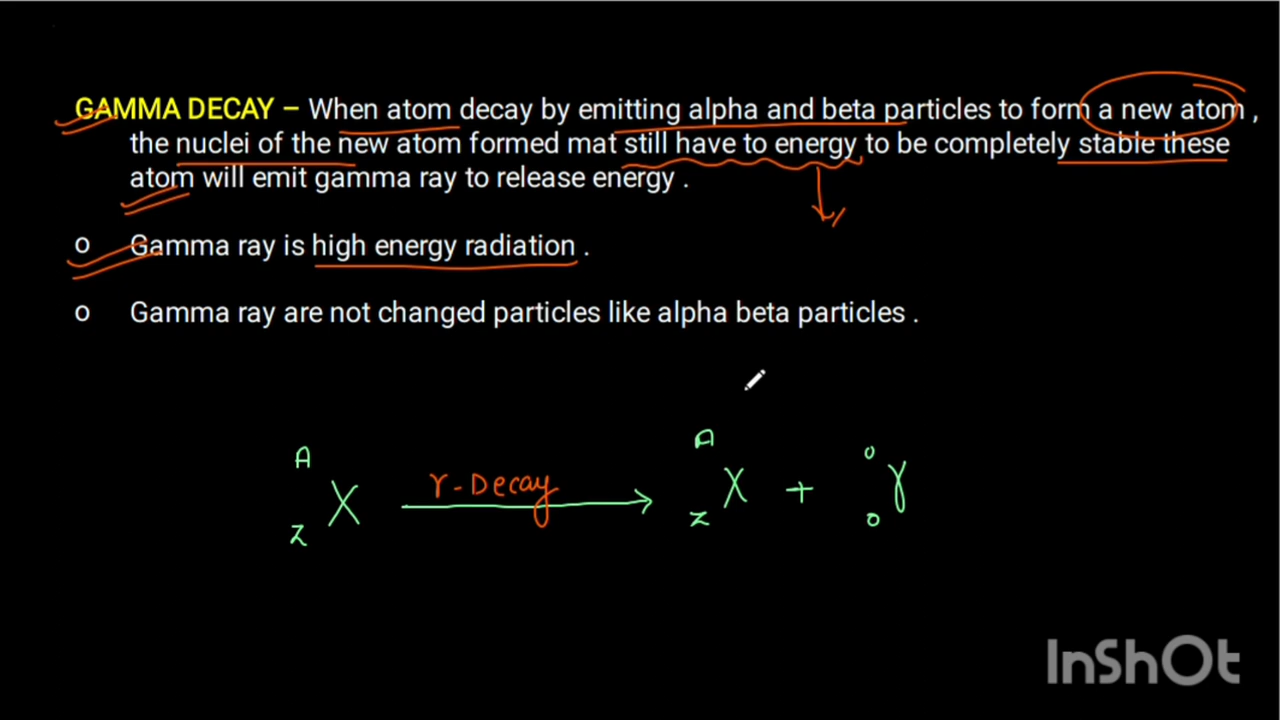 GAMMA DECAY – When atom decay by emitting alpha and beta particles to form a new atom ,
the nuclei of the new atom formed mat still have to energy to be completely stable these
atom will emit gamma ray to release energy .
o Gamma ray is high energy radiation .
o Gamma ray are not changed particles like alpha beta particles .
A A 0
X γ-Decay X + γ
Z Z 0
InShOt